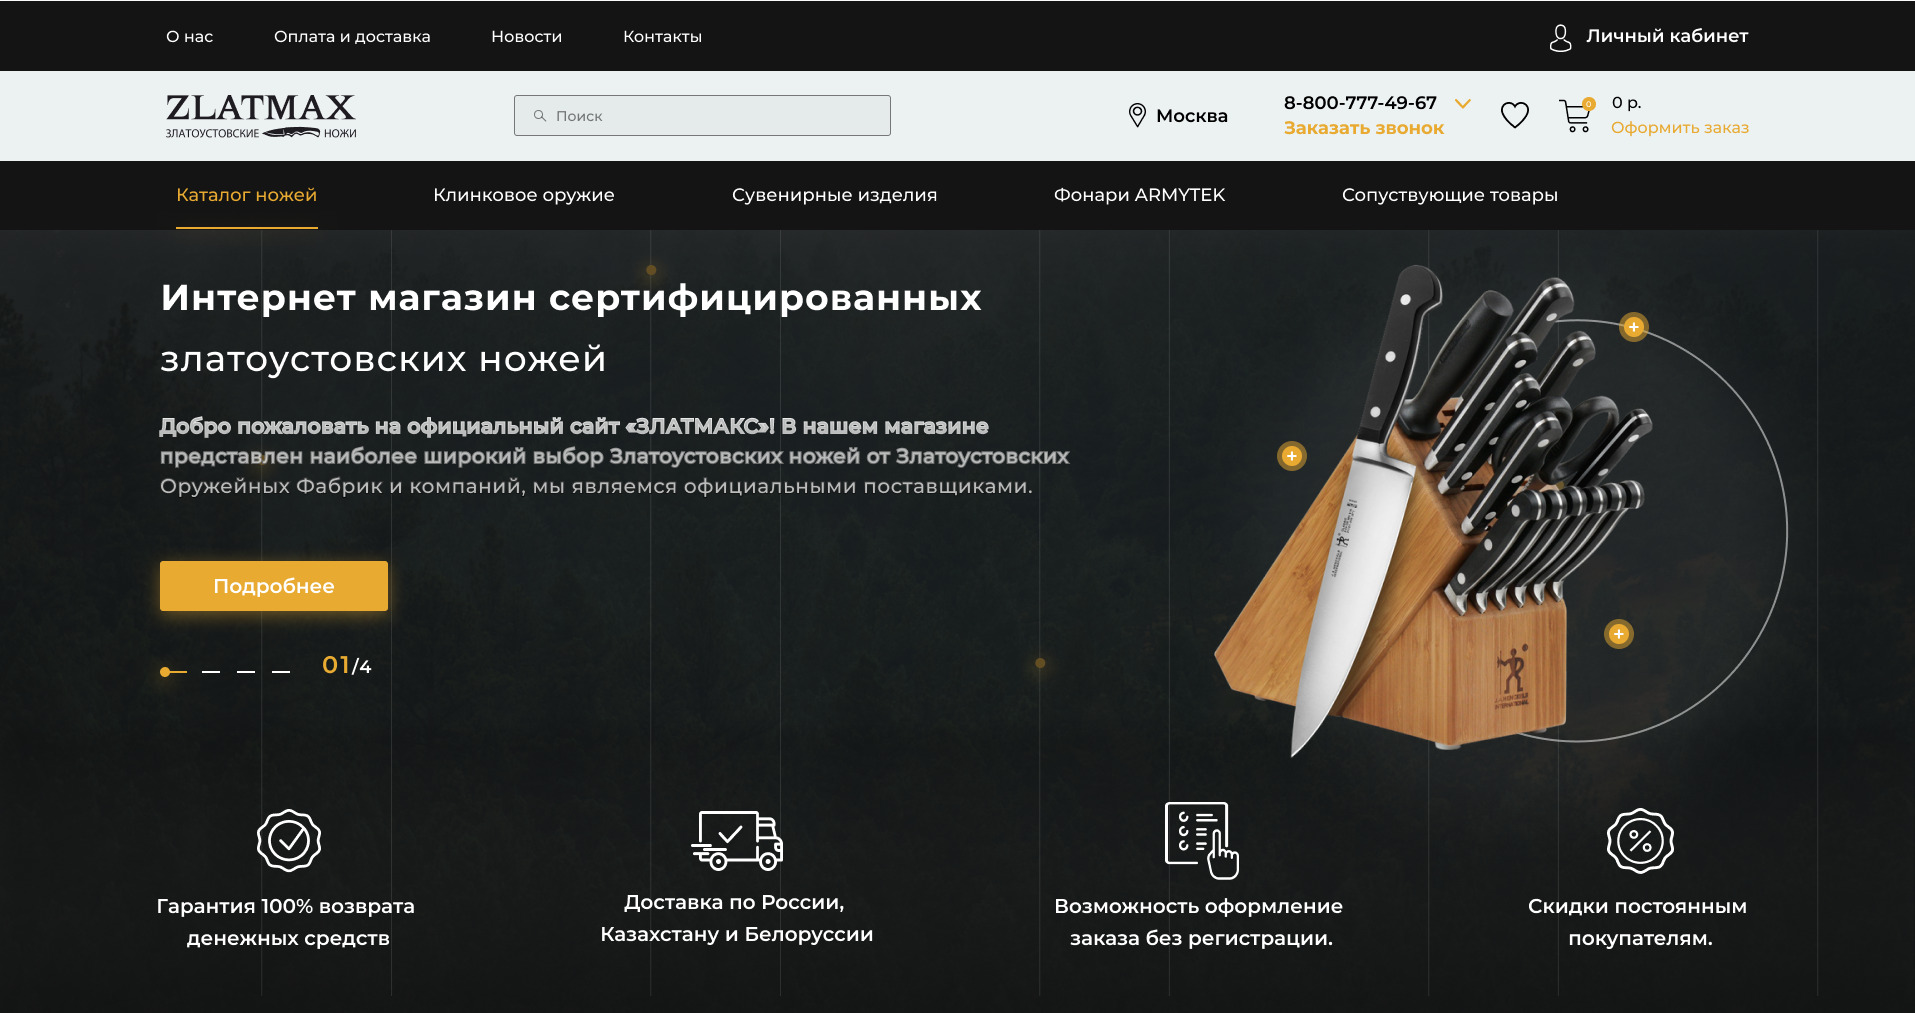 О нас
Оплата и доставка
Новости
Контакты
Личный кабинет
ZLATMAX
ЗЛАТОУСТОВСКИЕ НОЖИ
Поиск
Москва
8-800-777-49-67
Заказать звонок
0
0 р.
Оформить заказ
Каталог ножей
Клинковое оружие
Сувенирные изделия
Фонари ARMYTEK
Сопуствующие товары
Интернет магазин сертифицированных
златоустовских ножей
Добро пожаловать на официальный сайт «ЗЛАТМАКС»! В нашем магазине
представлен наиболее широкий выбор Златоустовских ножей от Златоустовских
Оружейных Фабрик и компаний, мы являемся официальными поставщиками.
Подробнее
01/4
Гарантия 100% возврата
денежных средств
Доставка по России,
Казахстану и Белоруссии
Возможность оформление
заказа без регистрации.
Скидки постоянным
покупателям.